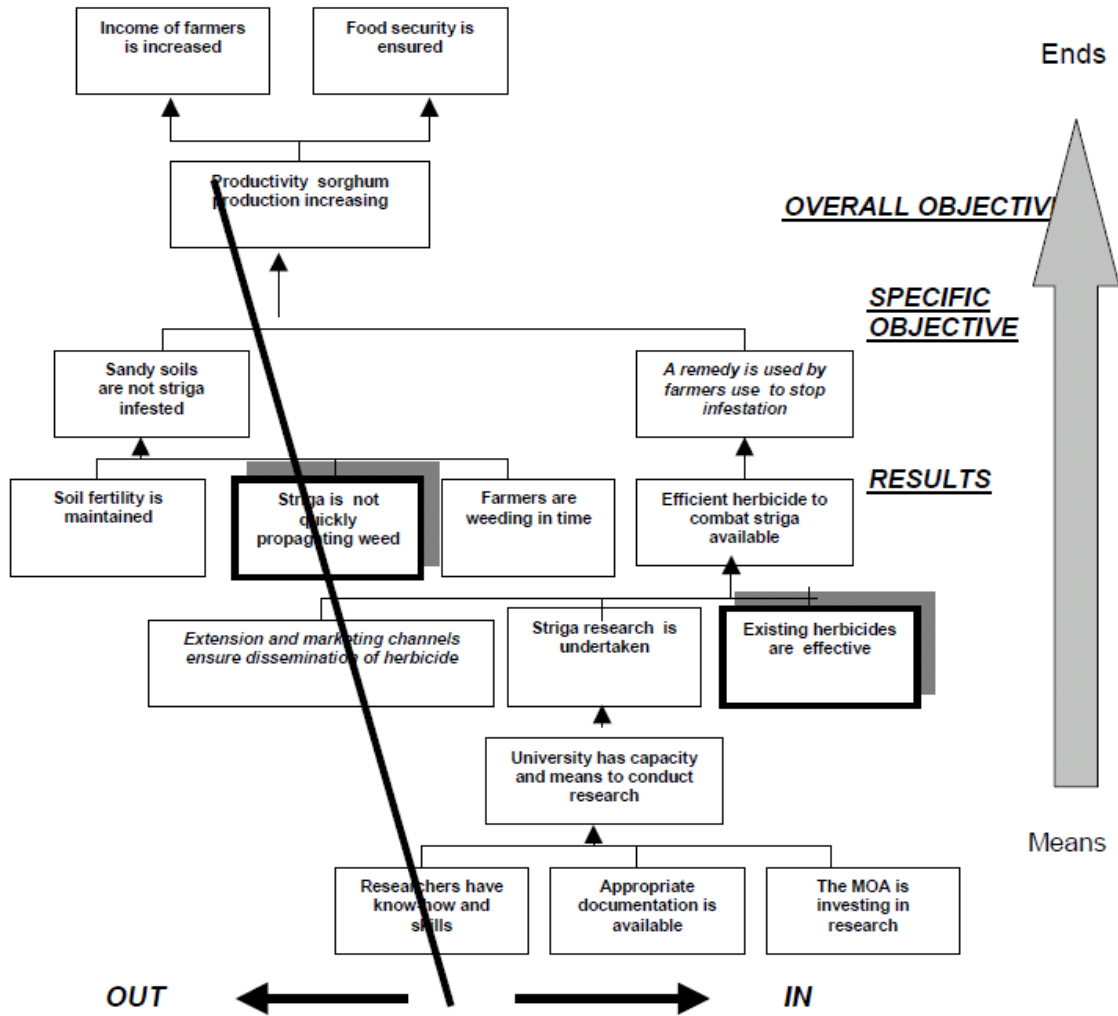 Income of farmers
is increased
Food security is
ensured
Ends
Productivity sorghum
production increasing
OVERALL OBJECTIVE
SPECIFIC
OBJECTIVE
Sandy soils
are not striga
infested
A remedy is used by
farmers use to stop
infestation
RESULTS
Soil fertility is
maintained
Striga is not
quickly
propagating weed
Farmers are
weeding in time
Efficient herbicide to
combat striga
available
Extension and marketing channels
ensure dissemination of herbicide
Striga research is
undertaken
Existing herbicides
are effective
University has capacity
and means to conduct
research
Means
Researchers have
know-how and
skills
Appropriate
documentation is
available
The MOA is
investing in
research
OUT
IN